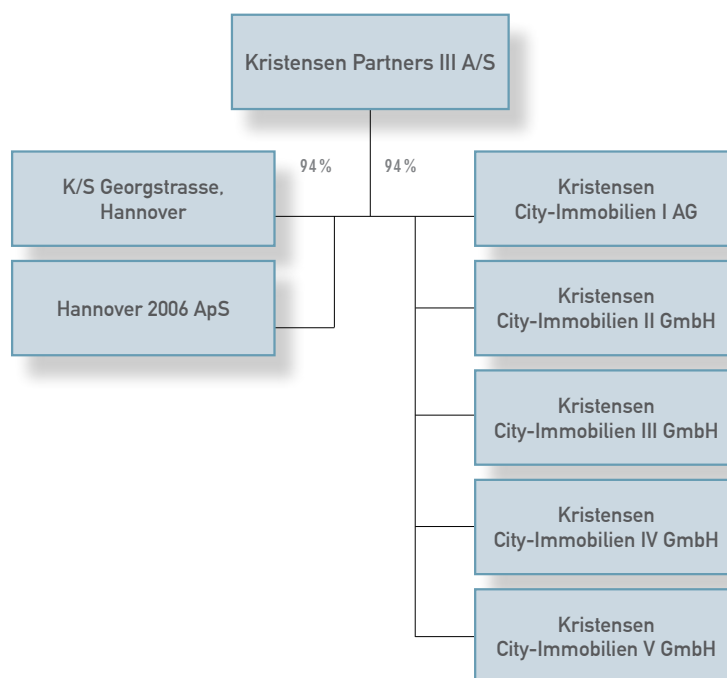 Kristensen Partners III A/S
94%
94%
K/S Georgstrasse,
Hannover
Hannover 2006 ApS
Kristensen
City-Immobilien I AG
Kristensen
City-Immobilien II GmbH
Kristensen
City-Immobilien III GmbH
Kristensen
City-Immobilien IV GmbH
Kristensen
City-Immobilien V GmbH